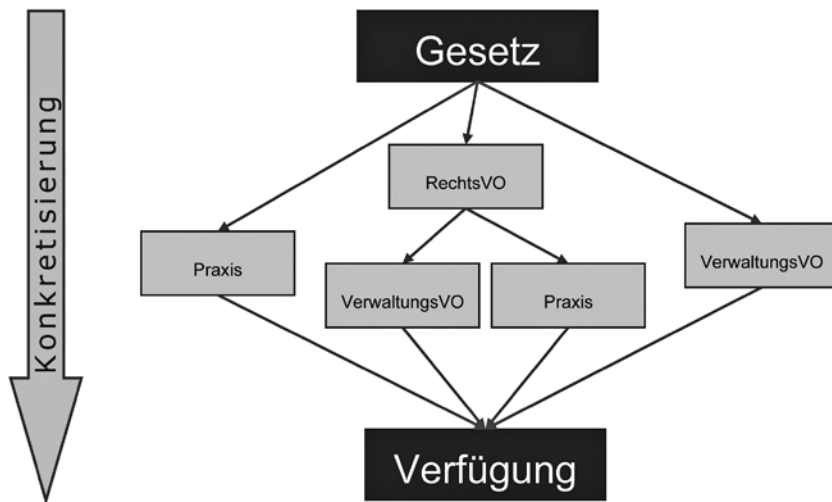 Konkretisierung
Gesetz
RechtsVO
Praxis
VerwaltungsVO
VerwaltungsVO
Praxis
Verfügung